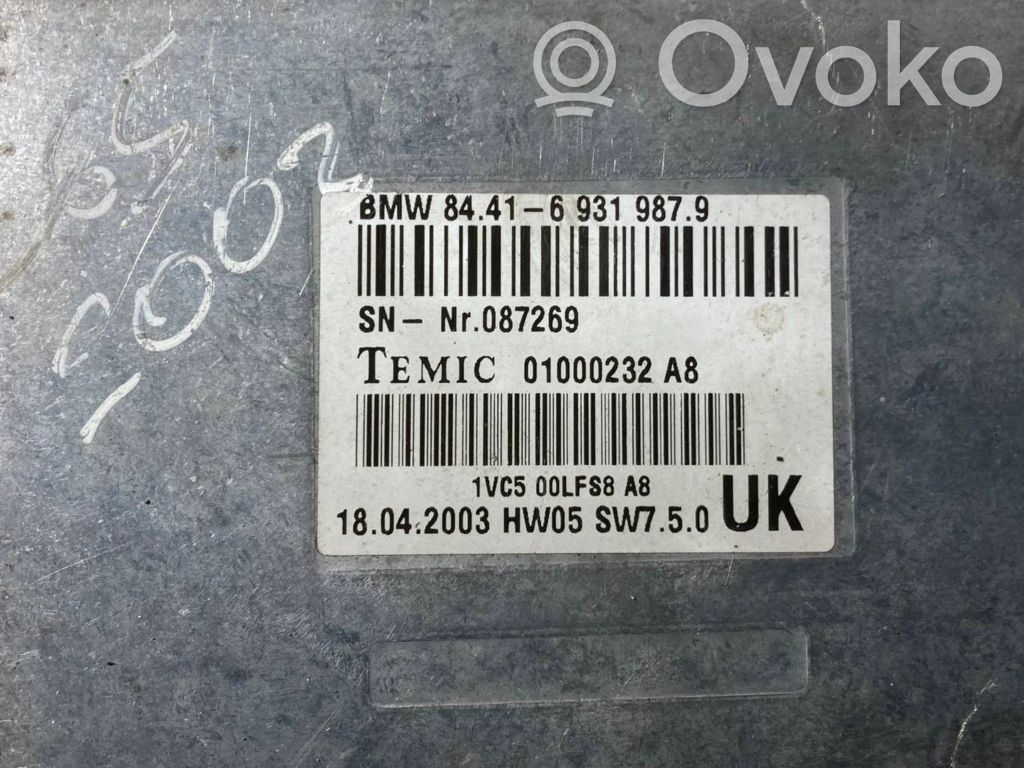 Ovoko
-2002
BMW 84.41-6 931 987.9
SN- Nr.087269
TEMIC 01000232 A8
1VC5 00LFS8 A8
18.04.2003 HW05 SW7.5.0 UK